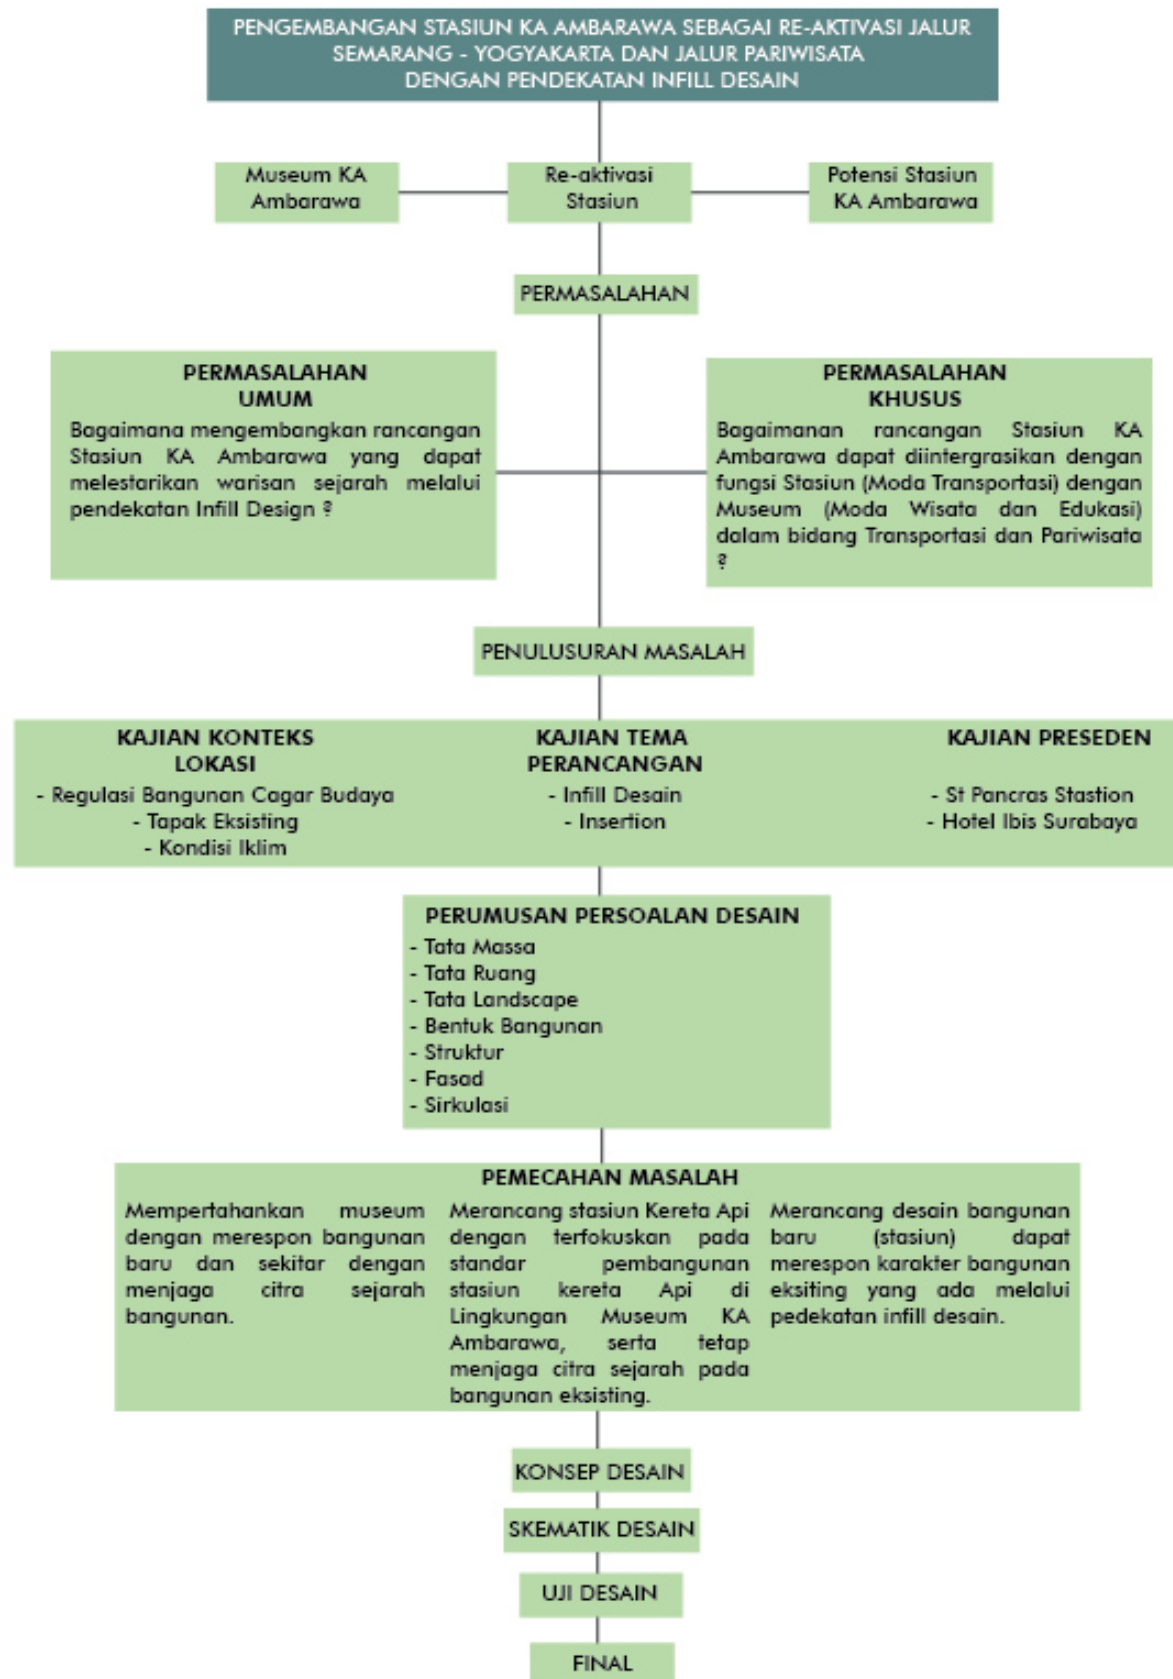 PENGEMBANGAN STASIUN KA AMBARAWA SEBAGAI RE-AKTIVASI JALUR
SEMARANG - YOGYAKARTA DAN JALUR PARIWISATA
DENGAN PENDEKATAN INFILL DESAIN
Museum KA
Ambarawa
Re-aktivasi
Stasiun
Potensi Stasiun
KA Ambarawa
PERMASALAHAN
PERMASALAHAN
UMUM
Bagaimana mengembangkan rancangan
Stasiun KA Ambarawa yang dapat
melestarikan warisan sejarah melalui
pendekatan Infill Design ?
PERMASALAHAN
KHUSUS
Bagaimanan rancangan Stasiun KA
Ambarawa dapat diintergrasikan dengan
fungsi Stasiun (Moda Transportasi) dengan
Museum (Moda Wisata dan Edukasi)
dalam bidang Transportasi dan Pariwisata
?
PENULUSURAN MASALAH
KAJIAN KONTEKS
LOKASI
- Regulasi Bangunan Cagar Budaya
- Tapak Eksisting
- Kondisi Iklim
KAJIAN TEMA
PERANCANGAN
- Infill Desain
- Insertion
KAJIAN PRESEDEN
- St Pancras Stastion
- Hotel Ibis Surabaya
PERUMUSAN PERSOALAN DESAIN
- Tata Massa
- Tata Ruang
- Tata Landscape
- Bentuk Bangunan
- Struktur
- Fasad
- Sirkulasi
PEMECAHAN MASALAH
Mempertahankan museum
dengan merespon bangunan
baru dan sekitar dengan
menjaga citra sejarah
bangunan.
Merancang stasiun Kereta Api
dengan terfokuskan pada
standar pembangunan
stasiun kereta Api di
Lingkungan Museum KA
Ambarawa, serta tetap
menjaga citra sejarah pada
bangunan eksisting.
Merancang desain bangunan
baru (stasiun) dapat
merespon karakter bangunan
eksiting yang ada melalui
pedekatan infill desain.
KONSEP DESAIN
SKEMATIK DESAIN
UJI DESAIN
FINAL